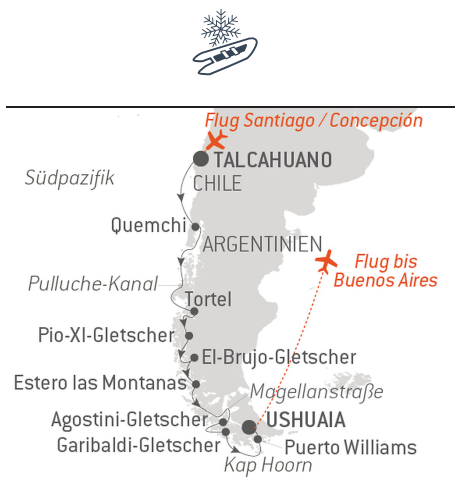 Flug Santiago / Concepción
TALCAHUANO
Südpazifik
CHILE
Quemchi
ARGENTINIEN
Flug bis
Buenos Aires
Pulluche-Kanal
Tortel
Pio-XI-Gletscher
El-Brujo-Gletscher
Estero las Montanas
Magellanstraße
Agostini-Gletscher
USHUAIA
Garibaldi-Gletscher
Puerto Williams
Kap Hoorn